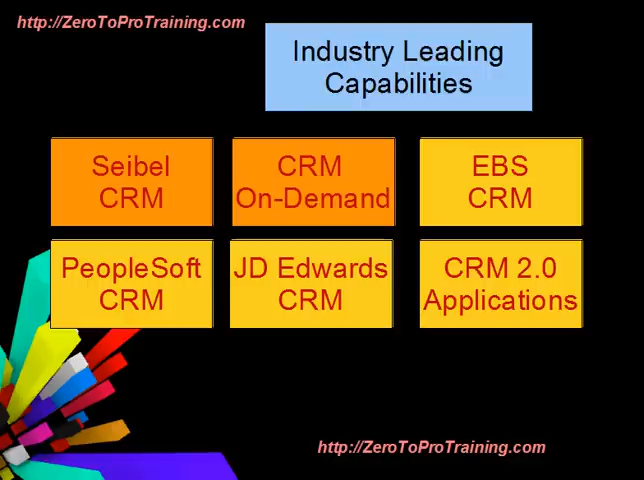 http://ZeroToProTraining.com
Industry Leading
Capabilities
Seibel
CRM
CRM
On-Demand
EBS
CRM
PeopleSoft
CRM
JD Edwards
CRM
CRM 2.0
Applications
http://ZeroToProTraining.com